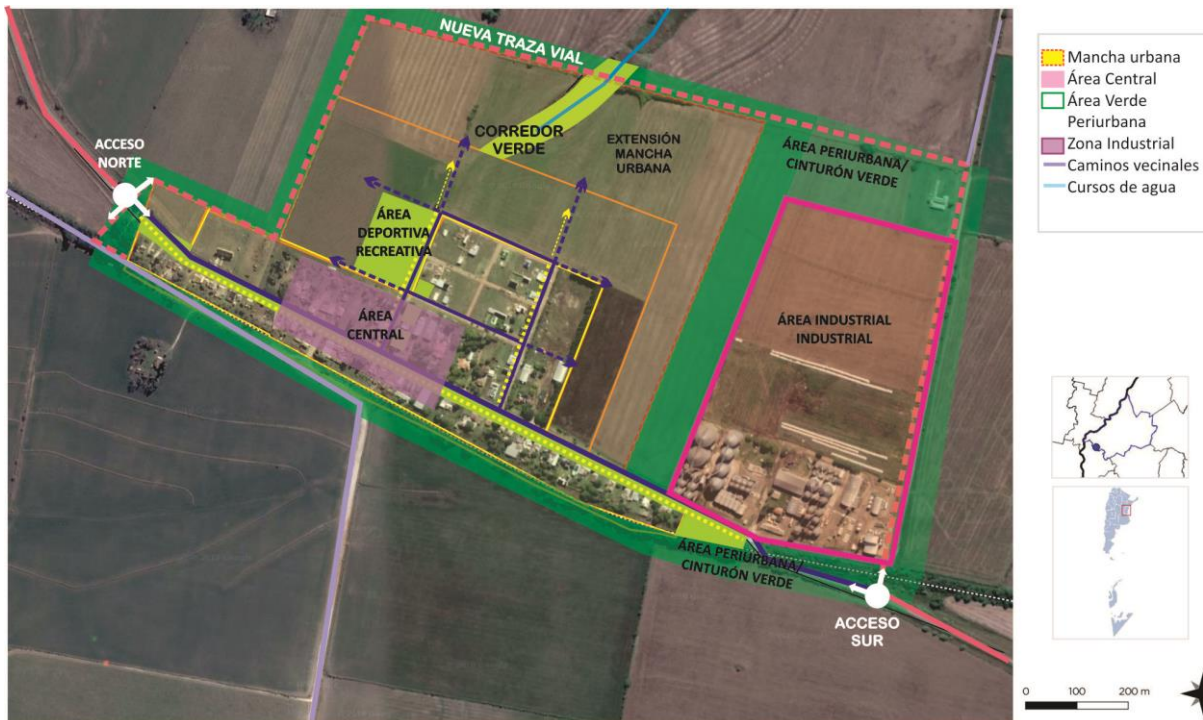 NUEVA TRAZA VIAL
ACCESO
NORTE
CORREDOR
VERDE
EXTENSIÓN
MANCHA
URBANA
ÁREA PERIURBANA/
CINTURÓN VERDE
ÁREA
DEPORTIVA
RECREATIVA
ÁREA
CENTRAL
ÁREA INDUSTRIAL
INDUSTRIAL
ÁREA PERIURBANA/
CINTURÓN VERDE
ACCESO
SUR
Mancha urbana
Área Central
Área Verde
Periurbana
Zona Industrial
Caminos vecinales
Cursos de agua
0 100 200 m